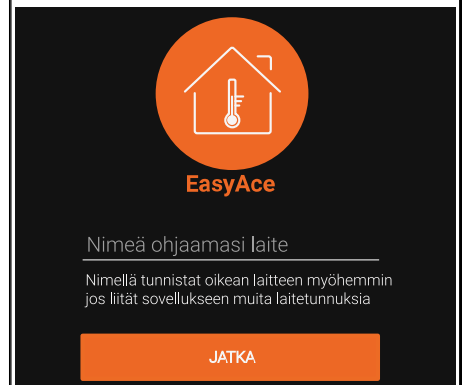 EasyAce
Nimeä ohjaamasi laite
Nimellä tunnistat oikean laitteen myöhemmin
jos liität sovellukseen muita laitetunnuksia
JATKA